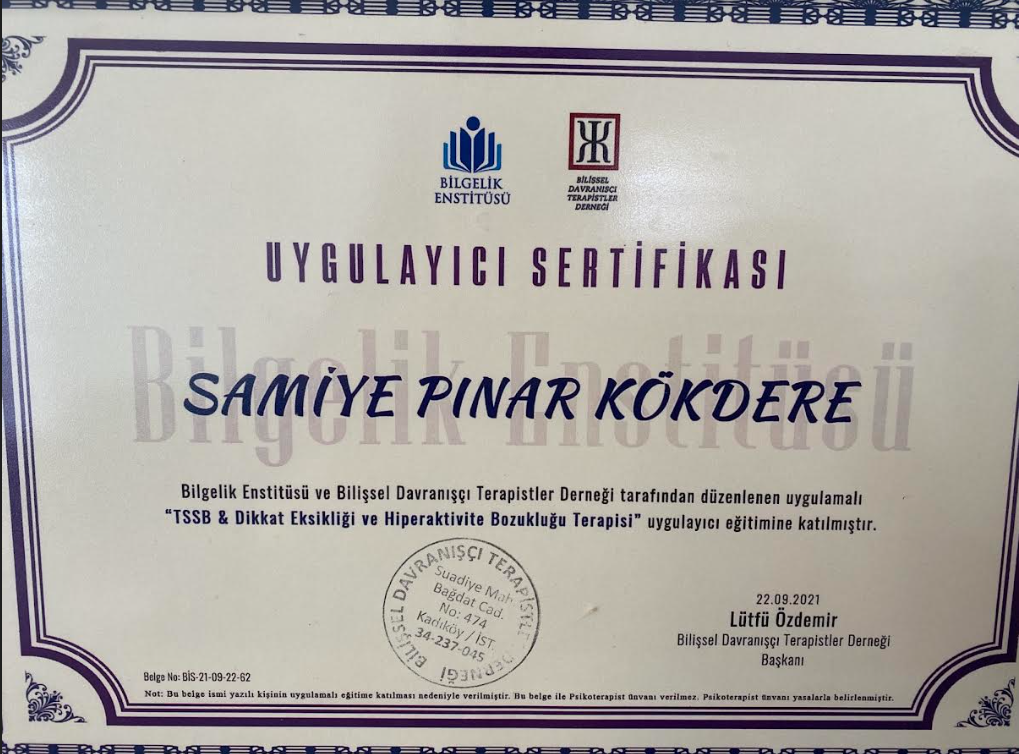 BİLGELİK
ENSTİTÜSÜ
BİLİŞSEL
DAVRANIŞÇI
TERAPİSTLER
DERNEĞİ
UYGULAYICI SERTİFİKASI
Bilgelik Enstitüsü
SAMİYE PINAR KÖKDERE
Bilgelik Enstitüsü ve Bilişsel Davranışçı Terapistler Derneği tarafından düzenlenen uygulamalı
“TSSB & Dikkat Eksikliği ve Hiperaktivite Bozukluğu Terapisi” uygulayıcı eğitimine katılmıştır.
BİLİŞSEL DAVRANIŞÇI TERAPİSTLER DERNEĞİ
Suadiye Mah.
Bağdat Cad.
No: 474
Kadıköy / İST.
34-237-045
22.09.2021
Lütfü Özdemir
Bilişsel Davranışçı Terapistler Derneği
Başkanı
Belge No: BİS-21-09-22-62
Not: Bu belge ismi yazılı kişinin uygulamalı eğitime katılması nedeniyle verilmiştir. Bu belge ile Psikoterapist ünvanı verilmez. Psikoterapist ünvanı yasalarla belirlenmiştir.